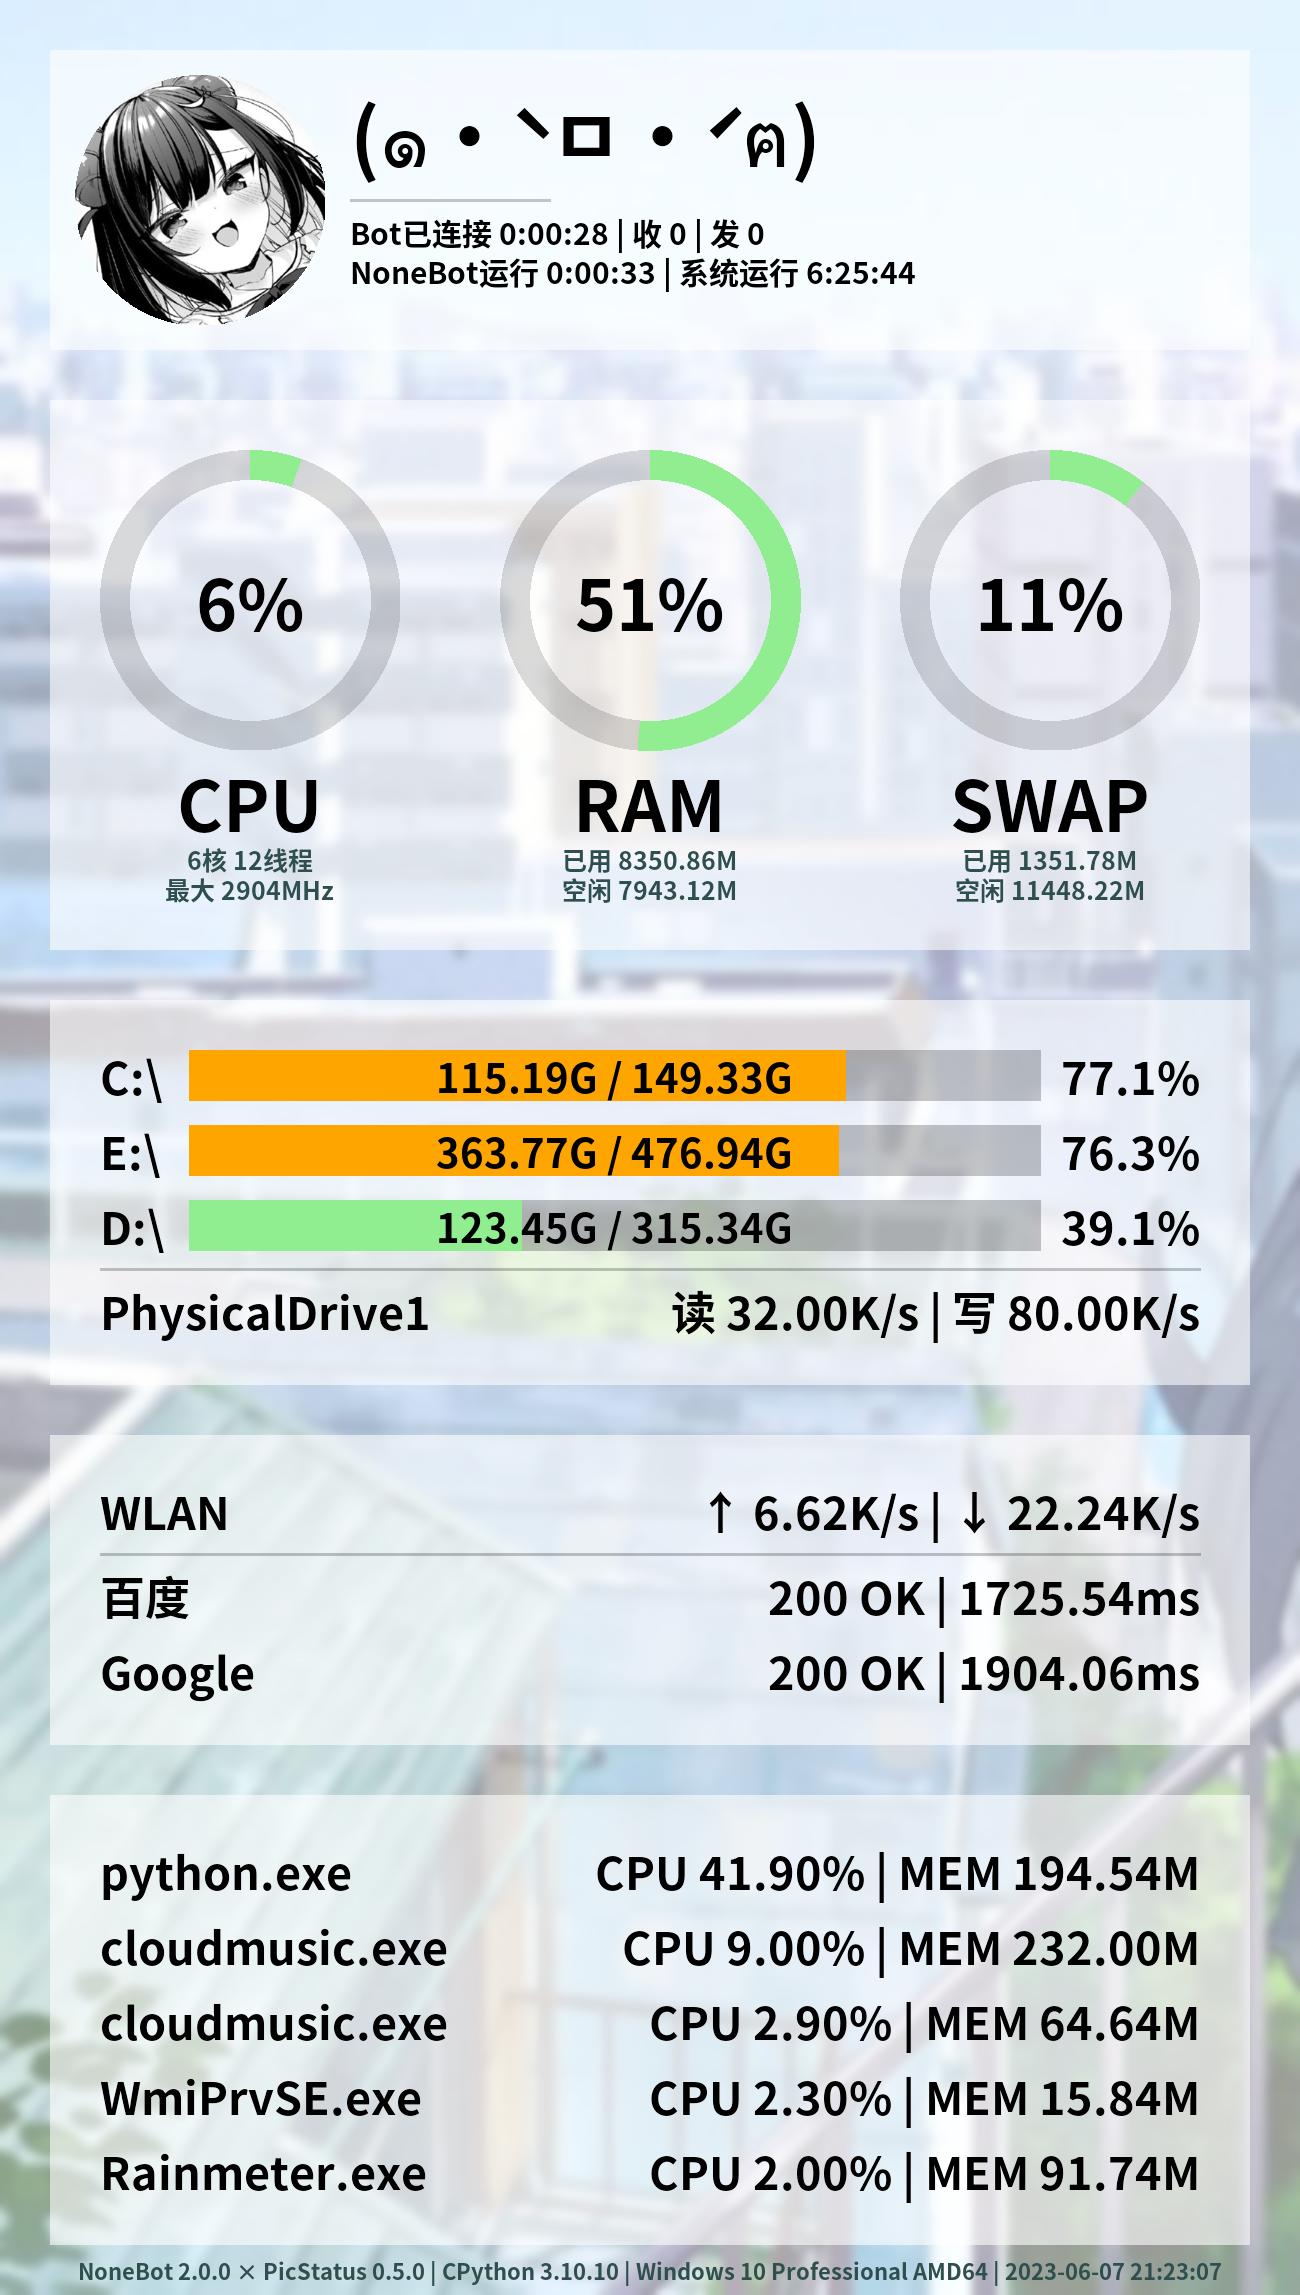 (๑・`ㅁ・´ฅ)
Bot已连接 0:00:28 | 收 0 | 发 0
NoneBot运行 0:00:33 | 系统运行 6:25:44
6%
51%
11%
CPU
RAM
SWAP
6核 12线程
最大 2904MHz
已用 8350.86M
空闲 7943.12M
已用 1351.78M
空闲 11448.22M
C:\ 115.19G / 149.33G 77.1%
E:\ 363.77G / 476.94G 76.3%
D:\ 123.45G / 315.34G 39.1%
PhysicalDrive1 读 32.00K/s | 写 80.00K/s
WLAN ↑ 6.62K/s | ↓ 22.24K/s
百度 200 OK | 1725.54ms
Google 200 OK | 1904.06ms
python.exe CPU 41.90% | MEM 194.54M
cloudmusic.exe CPU 9.00% | MEM 232.00M
cloudmusic.exe CPU 2.90% | MEM 64.64M
WmiPrvSE.exe CPU 2.30% | MEM 15.84M
Rainmeter.exe CPU 2.00% | MEM 91.74M
NoneBot 2.0.0 × PicStatus 0.5.0 | CPython 3.10.10 | Windows 10 Professional AMD64 | 2023-06-07 21:23:07